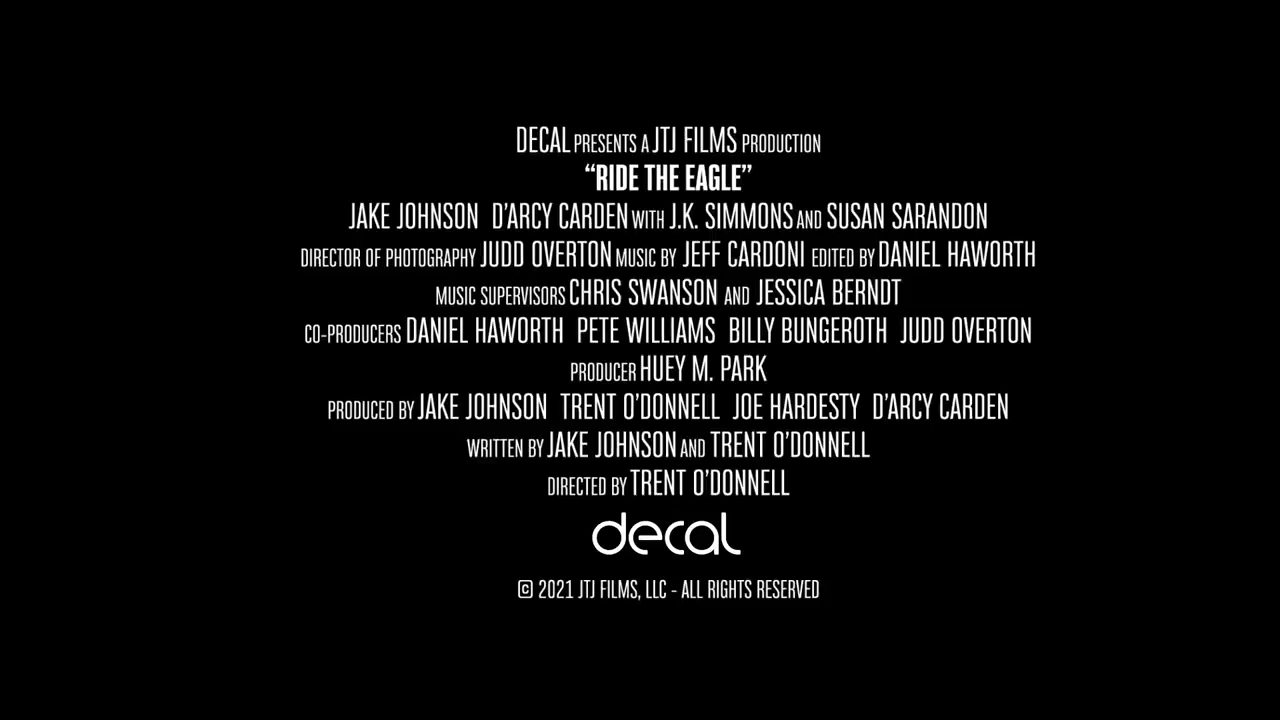 DECAL PRESENTS A JTJ FILMS PRODUCTION
“RIDE THE EAGLE”
JAKE JOHNSON D’ARCY CARDEN WITH J.K. SIMMONS AND SUSAN SARANDON
DIRECTOR OF PHOTOGRAPHY JUDD OVERTON MUSIC BY JEFF CARDONI EDITED BY DANIEL HAWORTH
MUSIC SUPERVISORS CHRIS SWANSON AND JESSICA BERNDT
CO-PRODUCERS DANIEL HAWORTH PETE WILLIAMS BILLY BUNGEROTH JUDD OVERTON
PRODUCER HUEY M. PARK
PRODUCED BY JAKE JOHNSON TRENT O’DONNELL JOE HARDESTY D’ARCY CARDEN
WRITTEN BY JAKE JOHNSON AND TRENT O’DONNELL
DIRECTED BY TRENT O’DONNELL
decal
© 2021 JTJ FILMS, LLC - ALL RIGHTS RESERVED